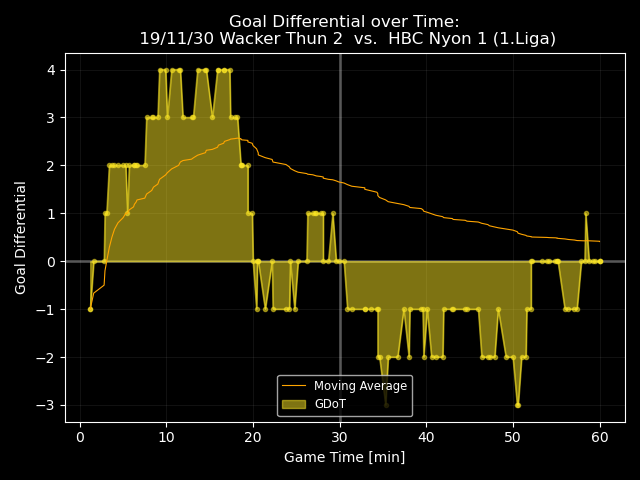 Goal Differential over Time:
19/11/30 Wacker Thun 2 vs. HBC Nyon 1 (1.Liga)
Goal Differential
4
3
2
1
0
−1
−2
−3
Moving Average
GDoT
0 10 20 30 40 50 60
Game Time [min]